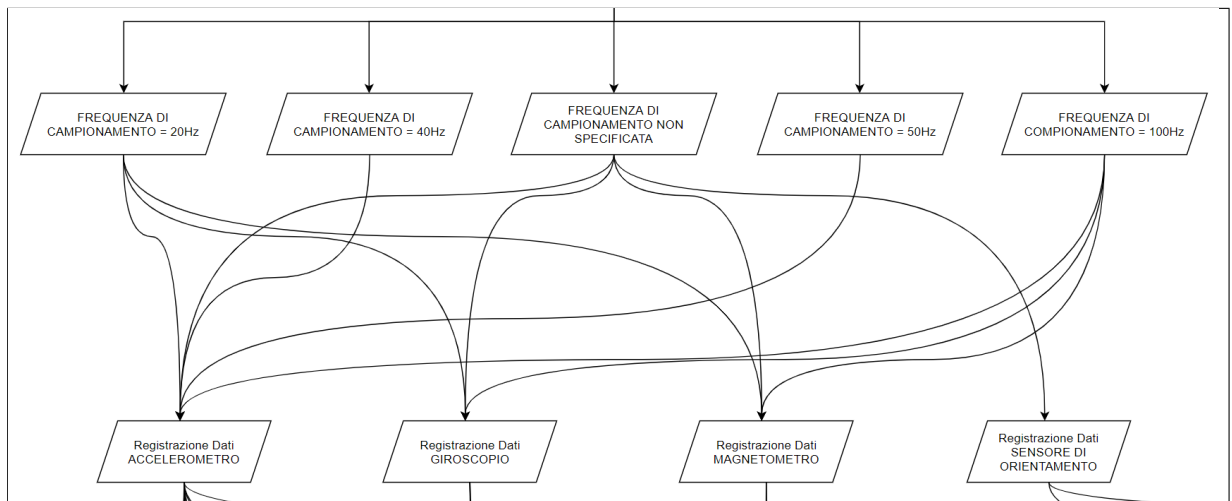 FREQUENZA DI
CAMPIONAMENTO = 20Hz
FREQUENZA DI
CAMPIONAMENTO = 40Hz
FREQUENZA DI
CAMPIONAMENTO NON
SPECIFICATA
FREQUENZA DI
CAMPIONAMENTO = 50Hz
FREQUENZA DI
COMPIONAMENTO = 100Hz
Registrazione Dati
ACCELEROMETRO
Registrazione Dati
GIROSCOPIO
Registrazione Dati
MAGNETOMETRO
Registrazione Dati
SENSORE DI
ORIENTAMENTO